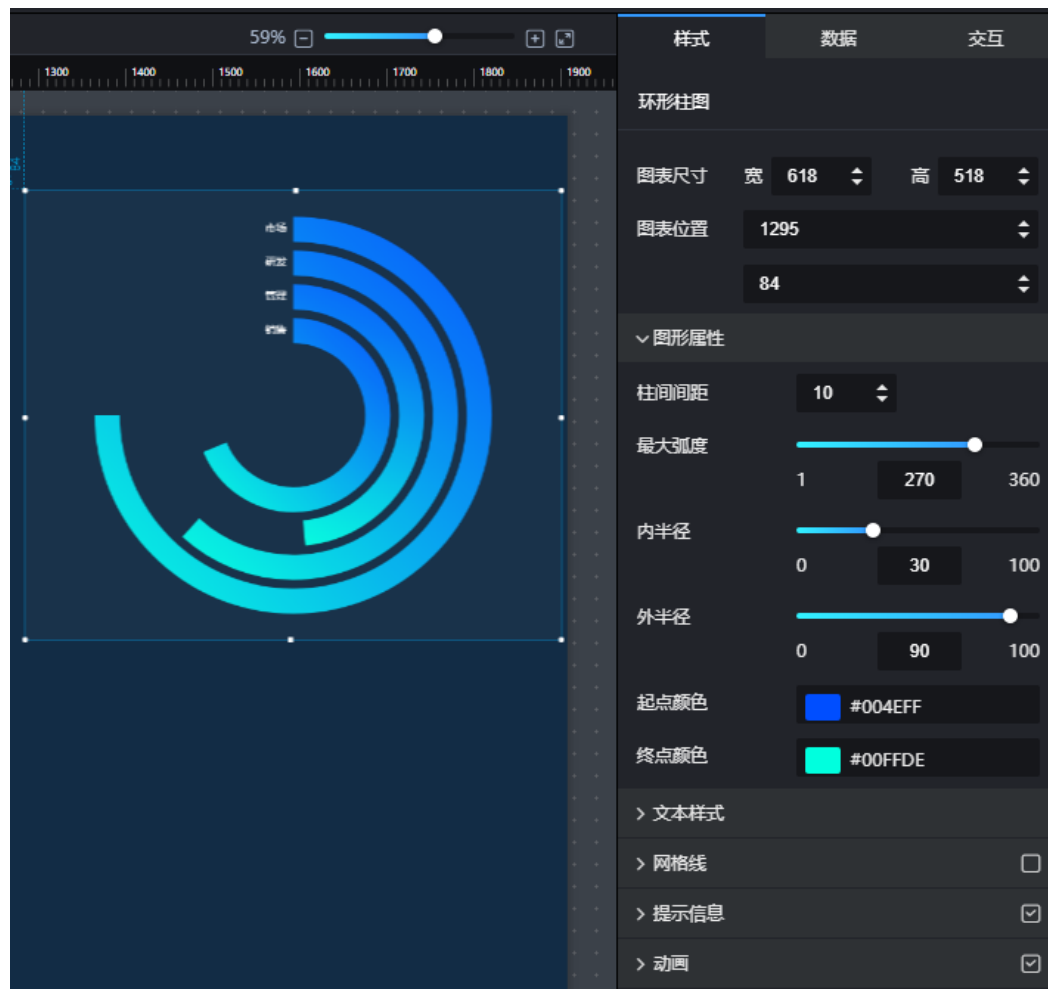 59%
样式 数据 交互
1300 1400 1500 1600 1700 1800 1900
环形柱图
图表尺寸 宽 618 高 518
图表位置 1295
84
市场
研发
管理
销售
图形属性
柱间间距 10
最大弧度
1 270 360
内半径
0 30 100
外半径
0 90 100
起点颜色 #004EFF
终点颜色 #00FFDE
文本样式
网格线
提示信息
动画